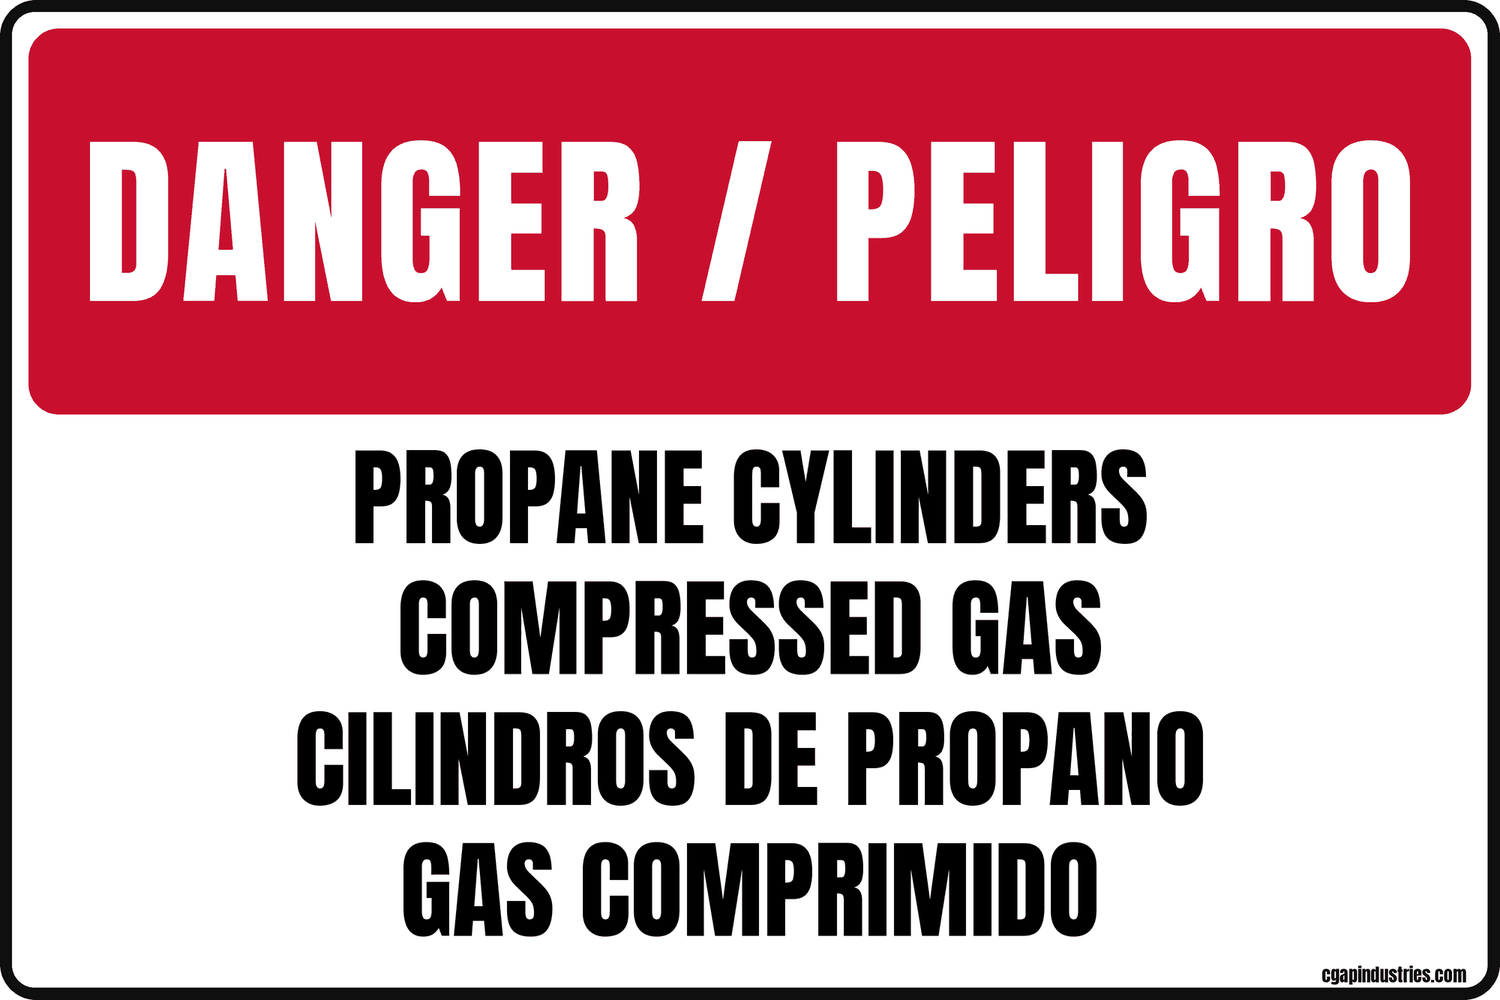 DANGER / PELIGRO
PROPANE CYLINDERS
COMPRESSED GAS
CILINDROS DE PROPANO
GAS COMPRIMIDO
cgapindustries.com